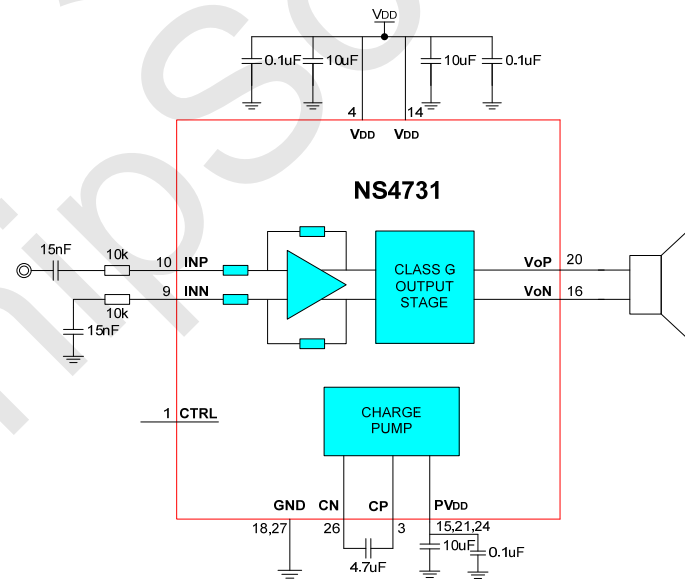 VDD
0.1uF 10uF 10uF 0.1uF
4 14
VDD VDD
NS4731
15nF 10k 10 INP
CLASS G
OUTPUT
STAGE
VoP 20
9 INN
VoN 16
10k
15nF
1 CTRL
CHARGE
PUMP
GND CN CP PVDD
18,27 26 3 15,21,24
4.7uF
10uF 0.1uF